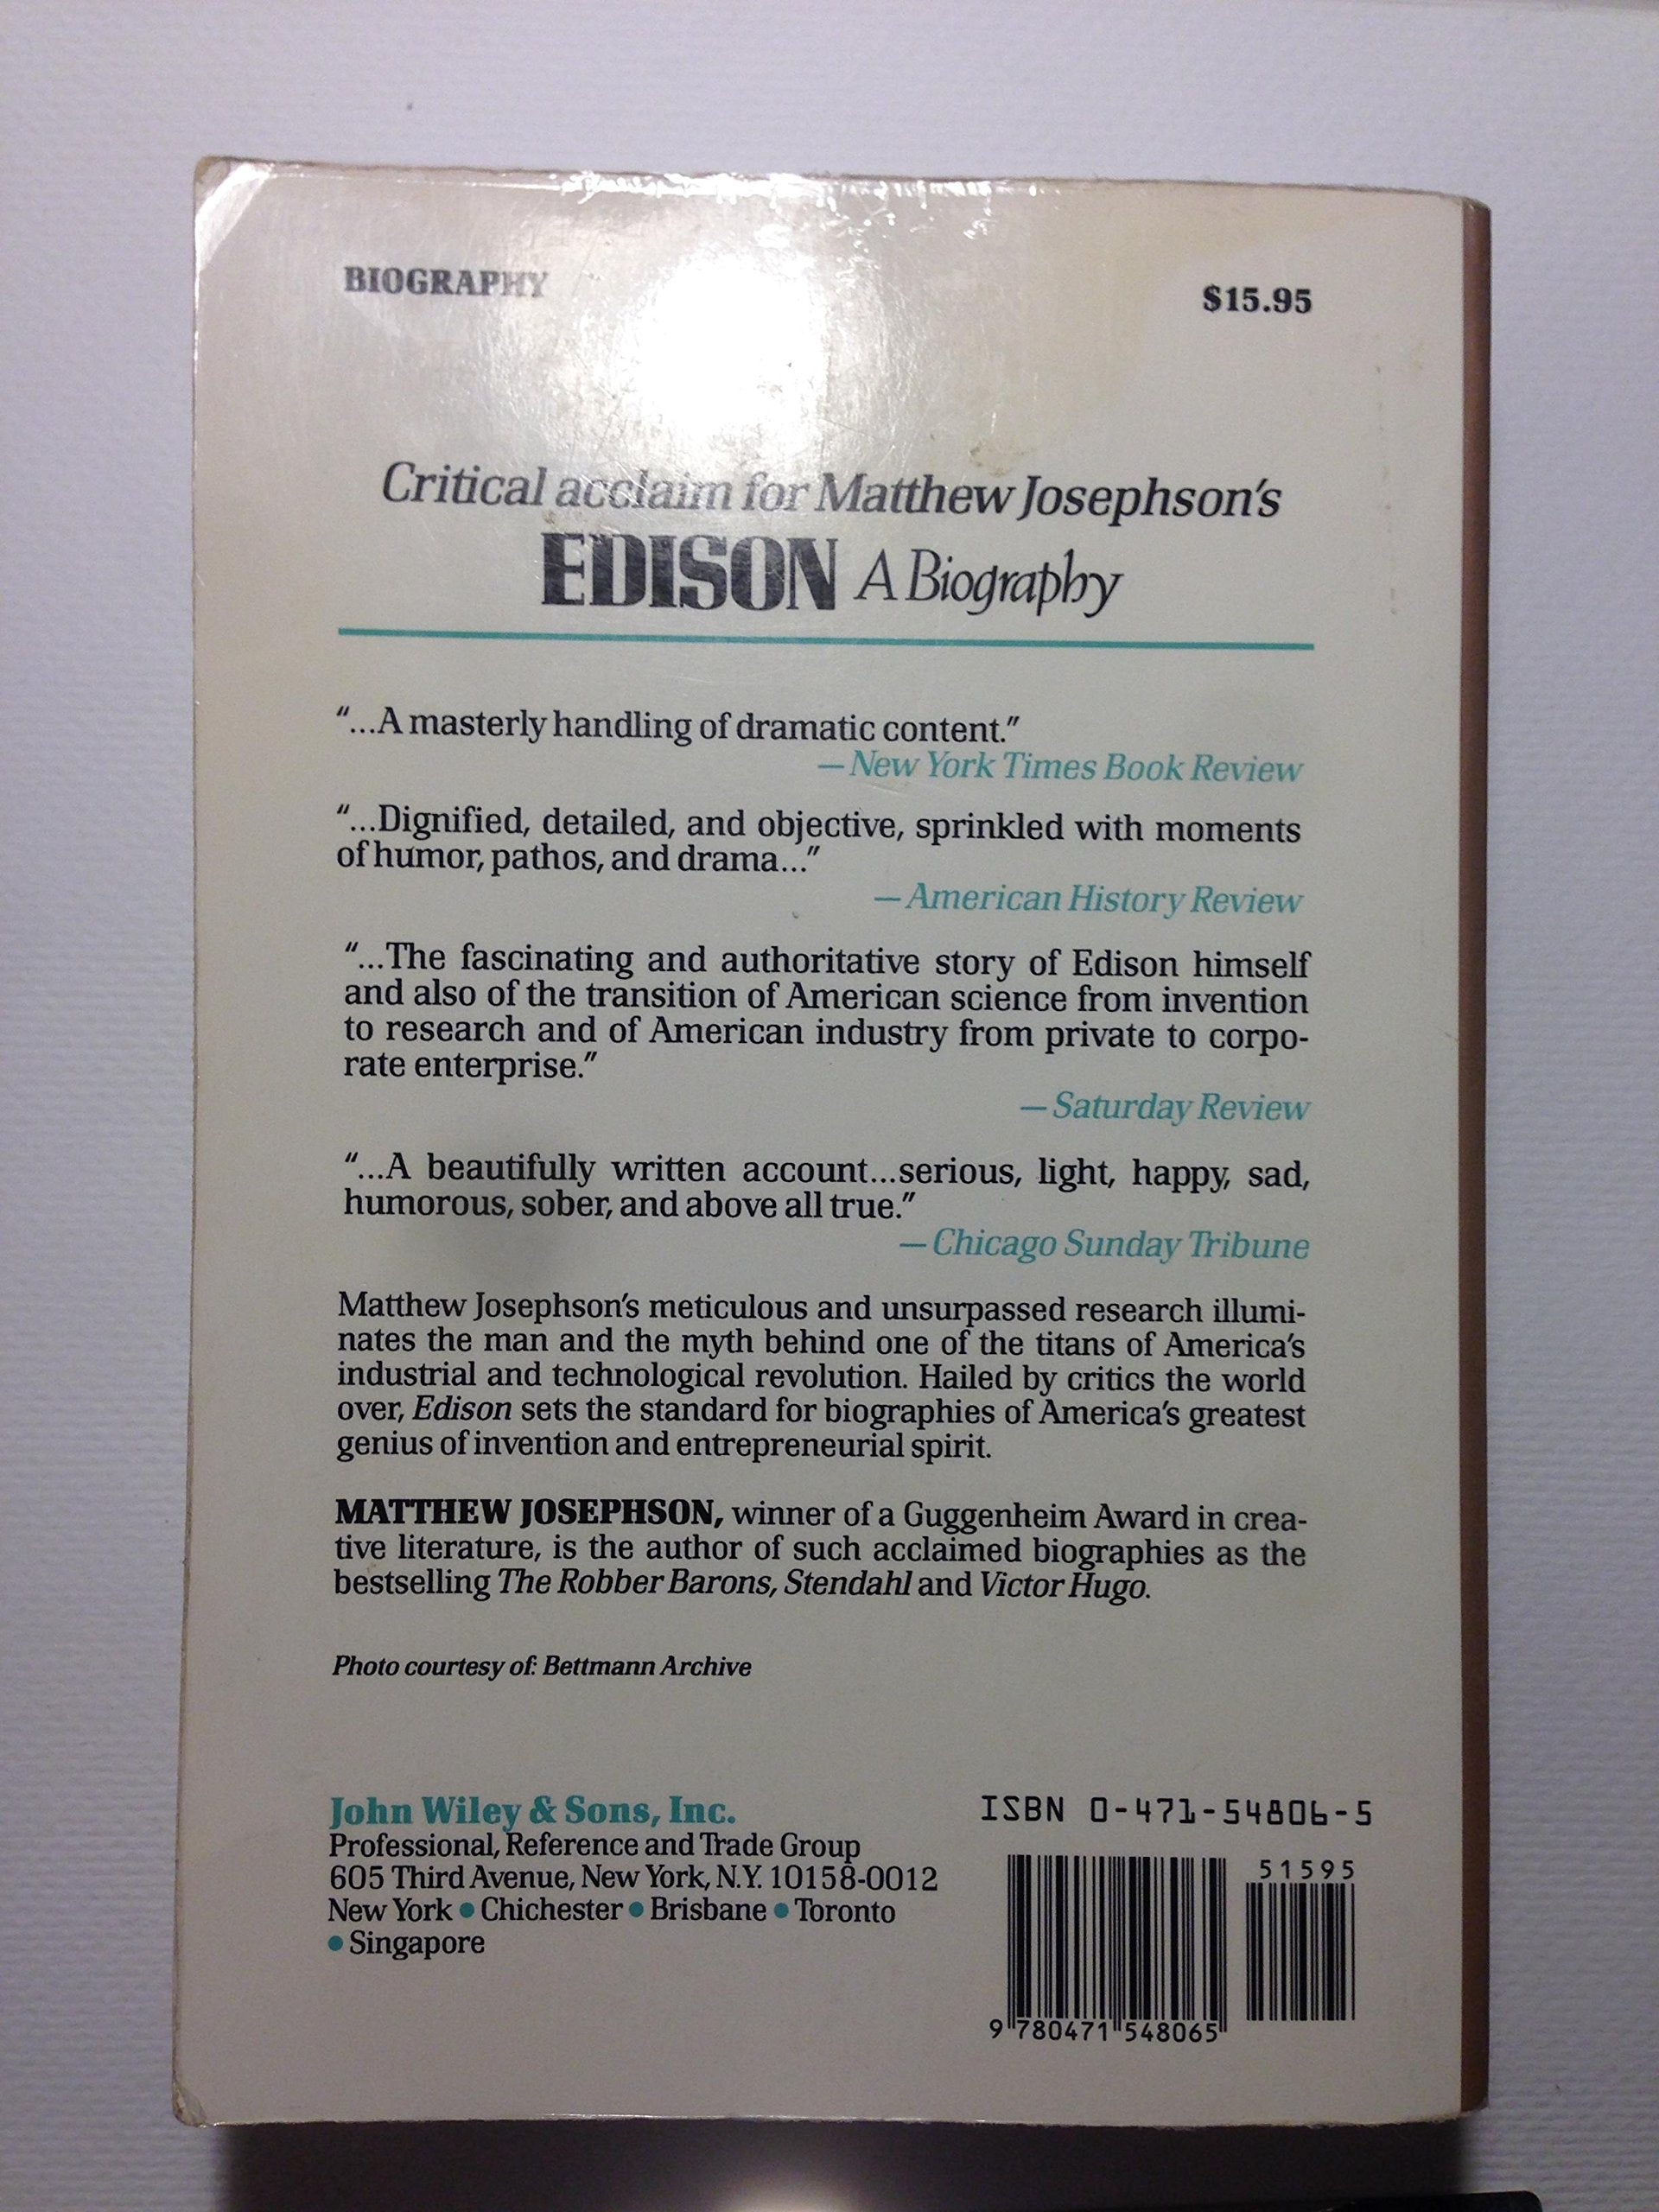 BIOGRAPHY
$15.95
Critical acclaim for Matthew Josephson's
EDISON A Biography
“...A masterly handling of dramatic content.”
—New York Times Book Review
“...Dignified, detailed, and objective, sprinkled with moments
of humor, pathos, and drama...”
—American History Review
“...The fascinating and authoritative story of Edison himself
and also of the transition of American science from invention
to research and of American industry from private to corpo-
rate enterprise.”
—Saturday Review
“...A beautifully written account...serious, light, happy, sad,
humorous, sober, and above all true.”
—Chicago Sunday Tribune
Matthew Josephson's meticulous and unsurpassed research illumi-
nates the man and the myth behind one of the titans of America's
industrial and technological revolution. Hailed by critics the world
over, Edison sets the standard for biographies of America's greatest
genius of invention and entrepreneurial spirit.
MATTHEW JOSEPHSON, winner of a Guggenheim Award in crea-
tive literature, is the author of such acclaimed biographies as the
bestselling The Robber Barons, Stendahl and Victor Hugo.
Photo courtesy of: Bettmann Archive
John Wiley & Sons, Inc.
Professional, Reference and Trade Group
605 Third Avenue, New York, N.Y. 10158-0012
New York ● Chichester ● Brisbane ● Toronto
● Singapore
ISBN 0-471-54806-5
51595
9 780471 548065